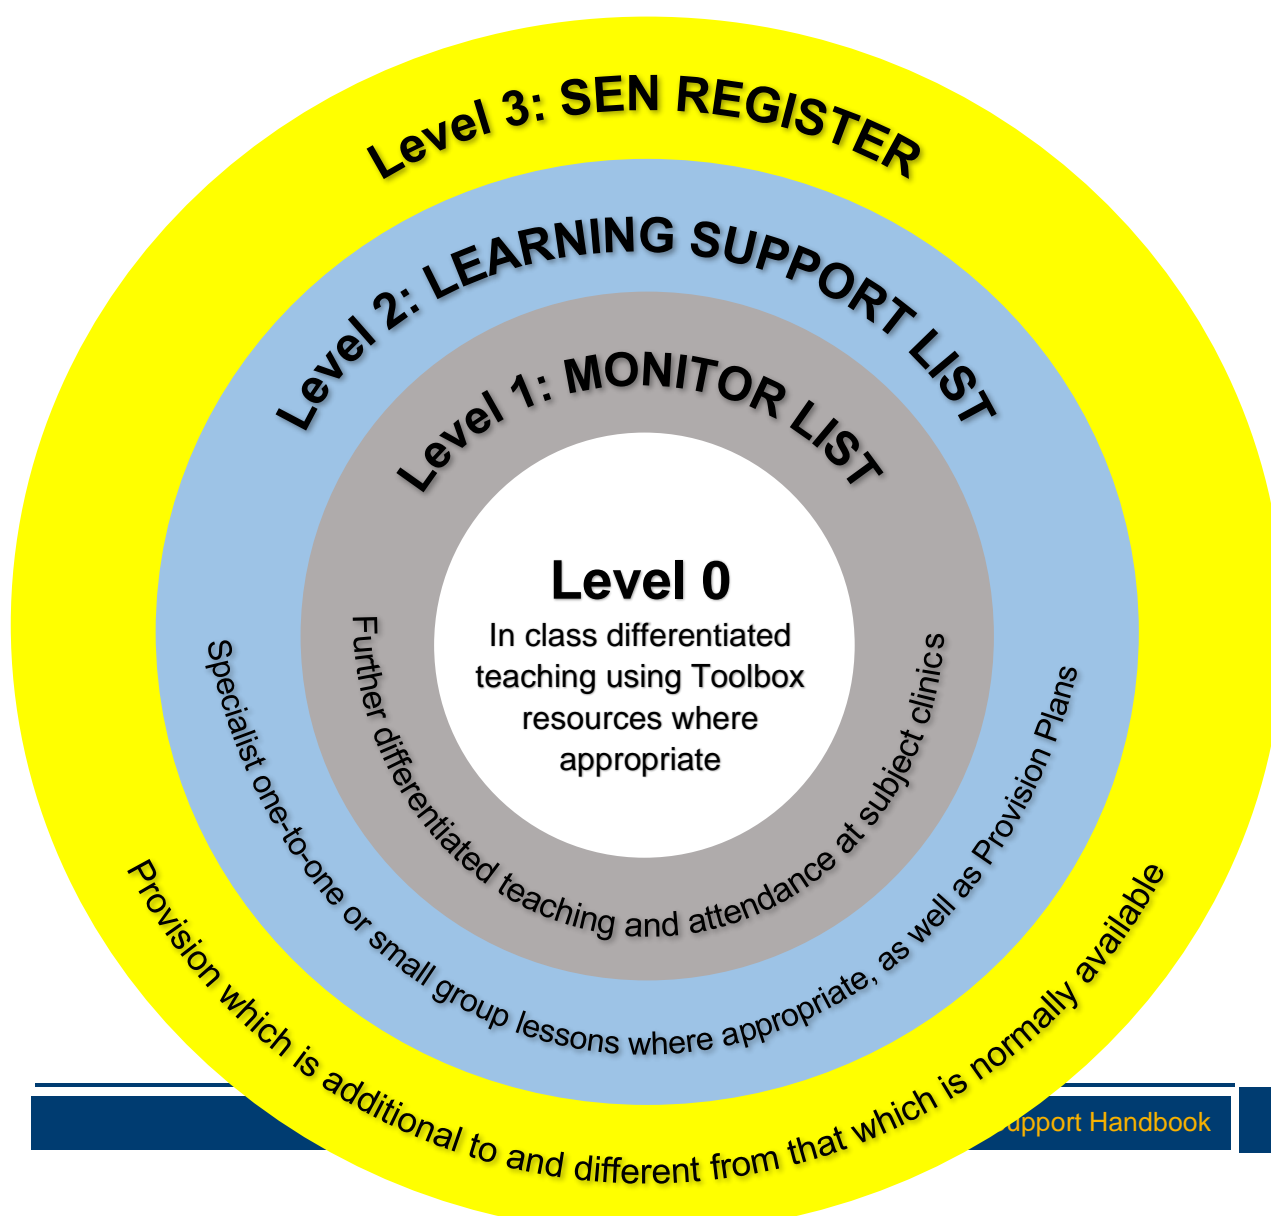 Level 3: SEN REGISTER
Level 2: LEARNING SUPPORT LIST
Level 1: MONITOR LIST
Level 0
In class differentiated
teaching using Toolbox
resources where
appropriate
Further differentiated teaching and attendance at subject clinics
Specialist one-to-one or small group lessons where appropriate, as well as Provision Plans
Provision which is additional to and different from that which is normally available
Handbook